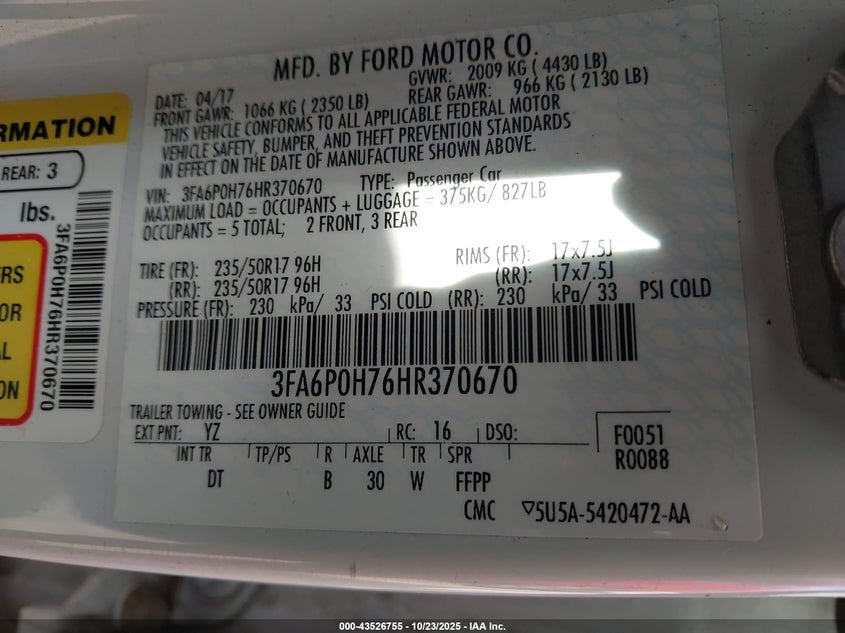 MFD. BY FORD MOTOR CO.
DATE: 04/17 GVWR: 2009 KG ( 4430 LB)
FRONT GAWR: 1066 KG ( 2350 LB) REAR GAWR: 966 KG ( 2130 LB)
THIS VEHICLE CONFORMS TO ALL APPLICABLE FEDERAL MOTOR
VEHICLE SAFETY, BUMPER, AND THEFT PREVENTION STANDARDS
IN EFFECT ON THE DATE OF MANUFACTURE SHOWN ABOVE.
VIN: 3FA6P0H76HR370670 TYPE: Passenger Car
MAXIMUM LOAD = OCCUPANTS + LUGGAGE = 375KG/ 827LB
OCCUPANTS = 5 TOTAL; 2 FRONT, 3 REAR
TIRE (FR): 235/50R17 96H RIMS (FR): 17x7.5J
(RR): 235/50R17 96H (RR): 17x7.5J
PRESSURE (FR): 230 kPa/ 33 PSI COLD (RR): 230 kPa/ 33 PSI COLD
3FA6P0H76HR370670
TRAILER TOWING - SEE OWNER GUIDE
EXT PNT: YZ RC: 16 DSO: F0051
INT TR TP/PS R AXLE TR SPR R0088
DT B 30 W FFPP
CMC ▽5U5A-5420472-AA
RMATION
REAR: 3
lbs.
3FA6P0H76HR370670
ERS
OR
AL
ON
000-43526755 - 10/23/2025 - IAA Inc.